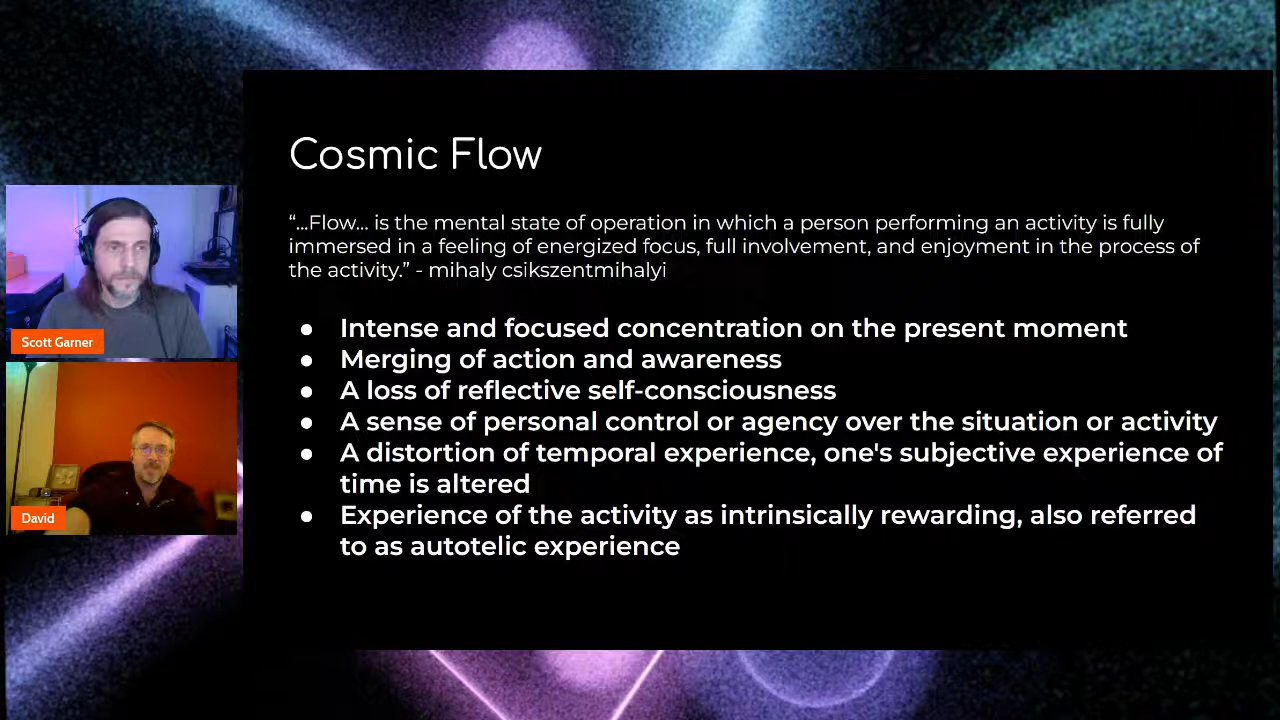 Cosmic Flow
“...Flow... is the mental state of operation in which a person performing an activity is fully
immersed in a feeling of energized focus, full involvement, and enjoyment in the process of
the activity.” - mihaly csikszentmihalyi
● Intense and focused concentration on the present moment
● Merging of action and awareness
● A loss of reflective self-consciousness
● A sense of personal control or agency over the situation or activity
● A distortion of temporal experience, one's subjective experience of
time is altered
● Experience of the activity as intrinsically rewarding, also referred
to as autotelic experience
Scott Garner
David